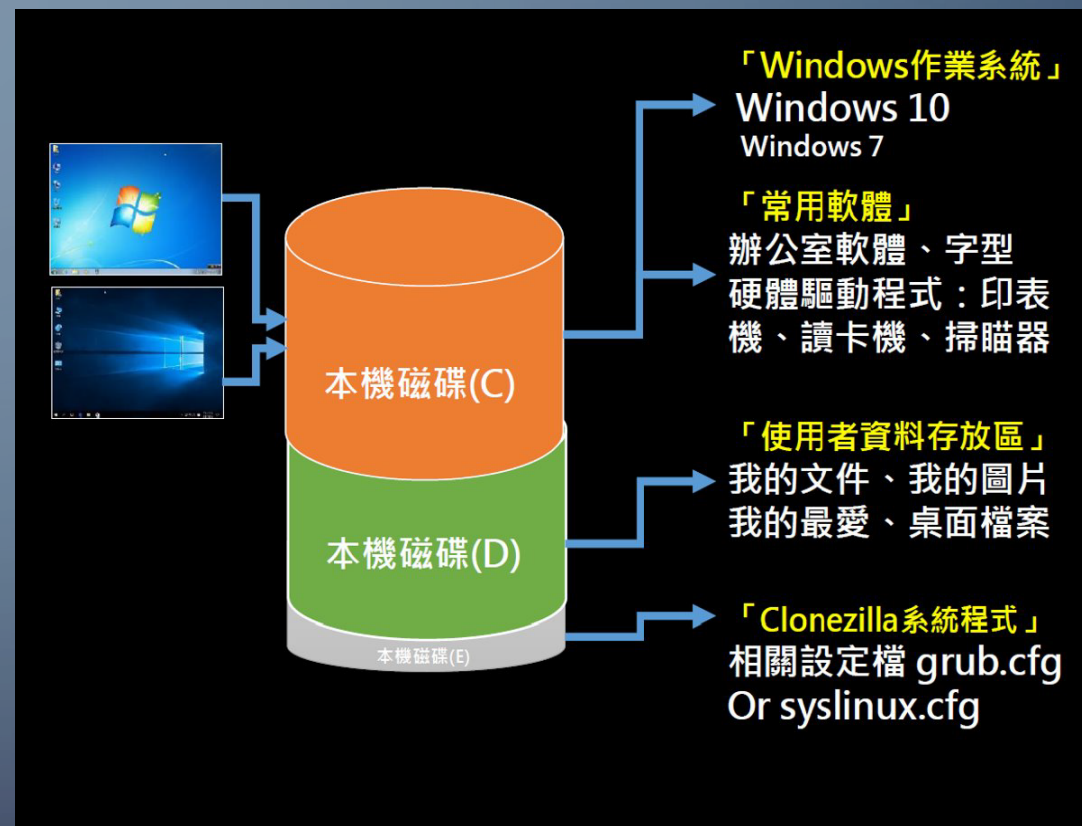 「Windows作業系統」
Windows 10
Windows 7
「常用軟體」
辦公室軟體、字型
硬體驅動程式：印表
機、讀卡機、掃瞄器
本機磁碟(C)
「使用者資料存放區」
我的文件、我的圖片
我的最愛、桌面檔案
本機磁碟(D)
「Clonezilla系統程式」
相關設定檔 grub.cfg
Or syslinux.cfg
本機磁碟(E)